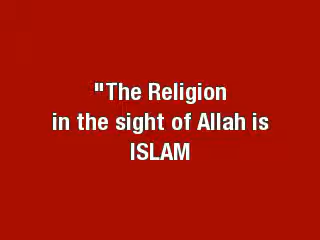 "The Religion
in the sight of Allah is
ISLAM